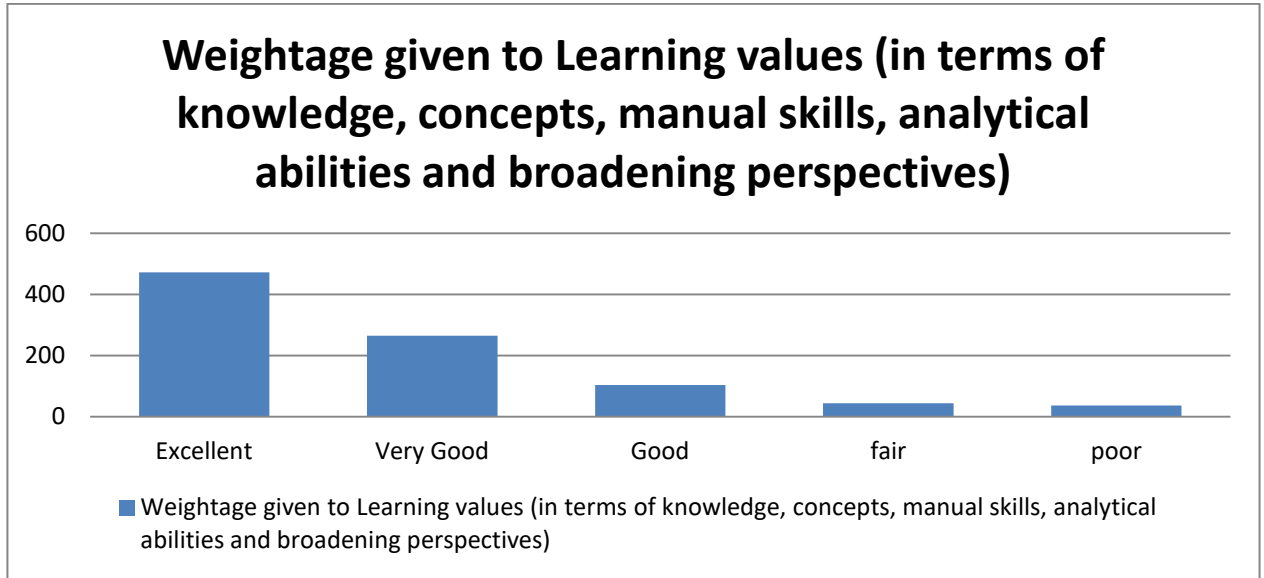 Weightage given to Learning values (in terms of
knowledge, concepts, manual skills, analytical
abilities and broadening perspectives)
600
400
200
0
Excellent Very Good Good fair poor
Weightage given to Learning values (in terms of knowledge, concepts, manual skills, analytical
abilities and broadening perspectives)